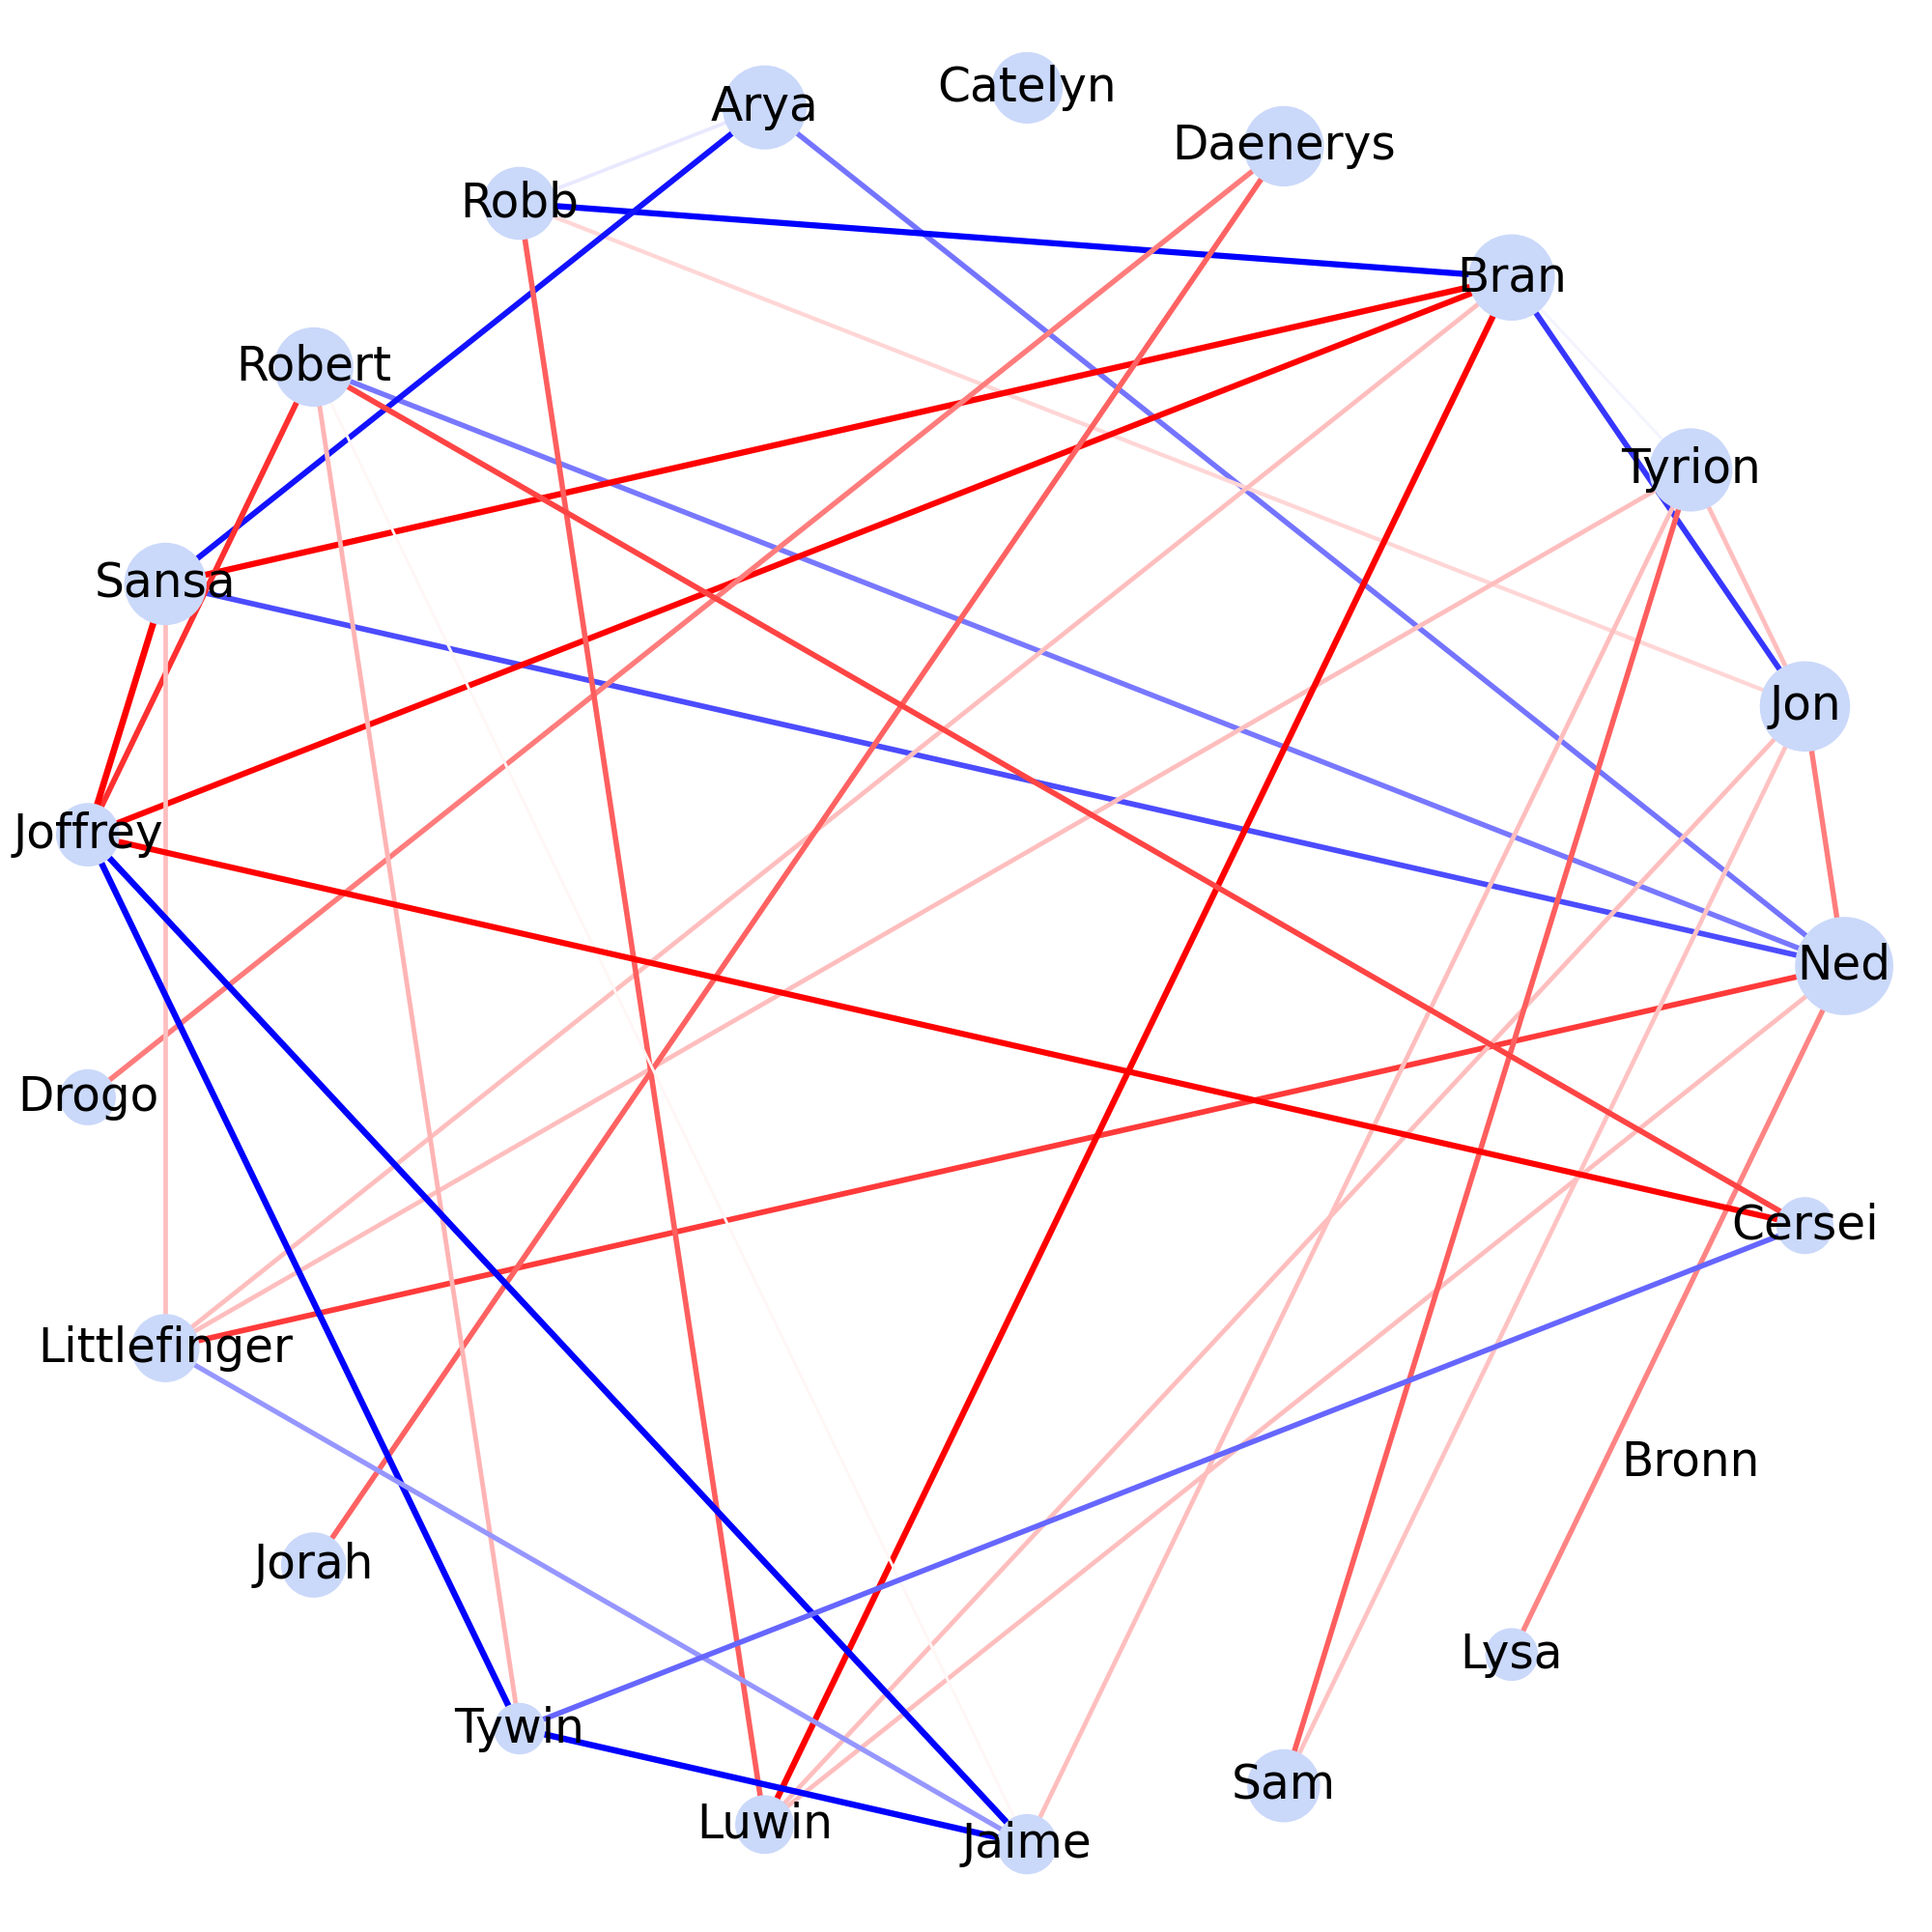 Catelyn
Arya
Daenerys
Robb
Bran
Robert
Tyrion
Sansa
Jon
Joffrey
Ned
Drogo
Cersei
Littlefinger
Bronn
Jorah
Lysa
Tywin
Sam
Luwin
Jaime